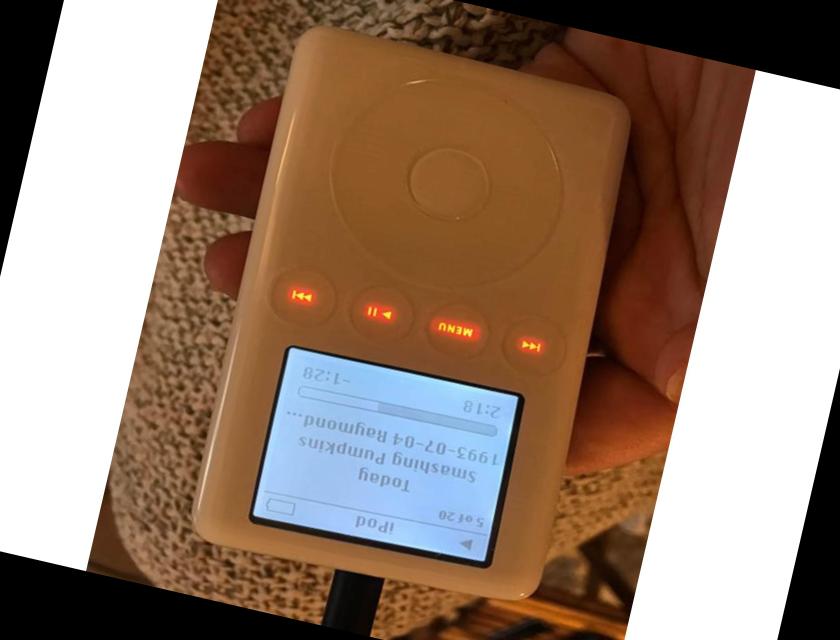 iPod
5 of 20
Today
Smashing Pumpkins
1993-07-04 Raymond...
2:18 -1:28
MENU